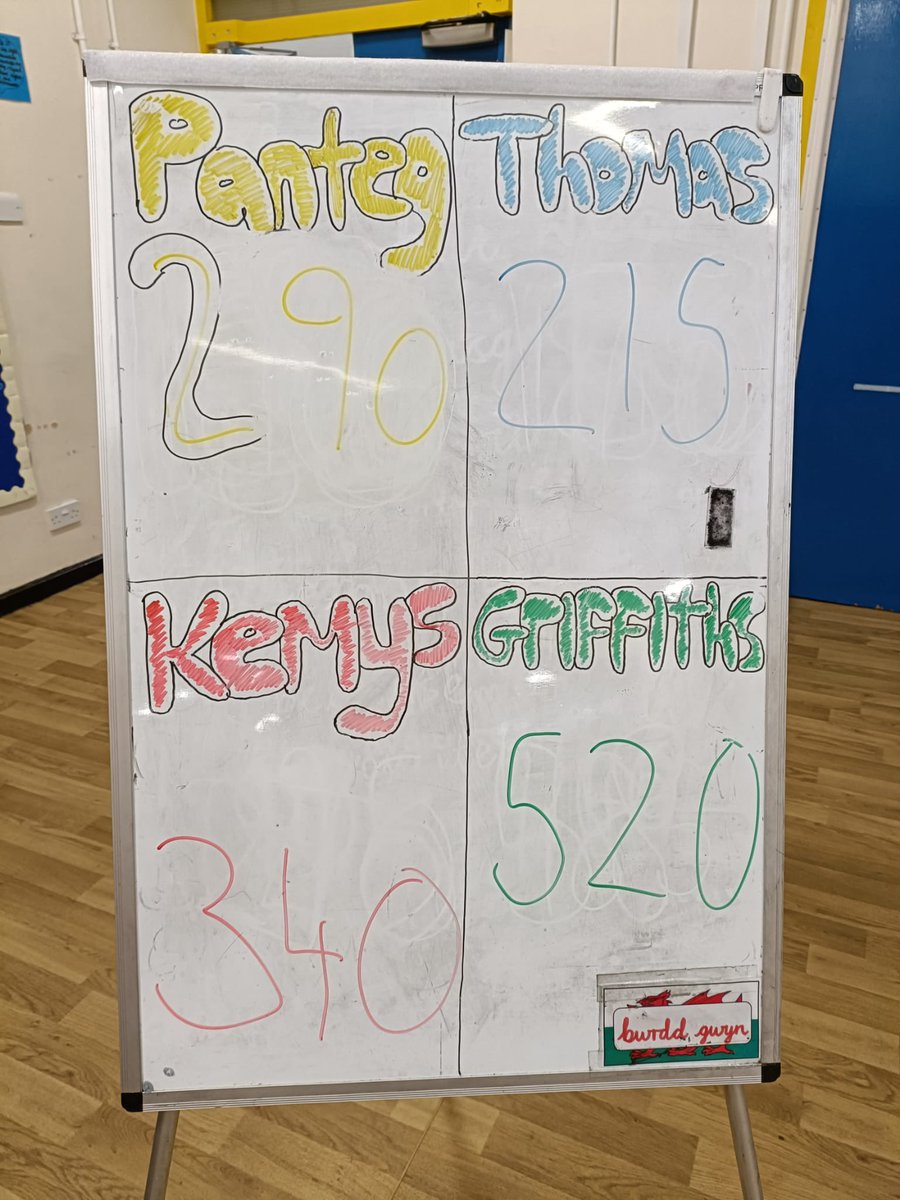 Panteg
290
Thomas
215
Kemys
340
Griffiths
520
bwrdd gwyn